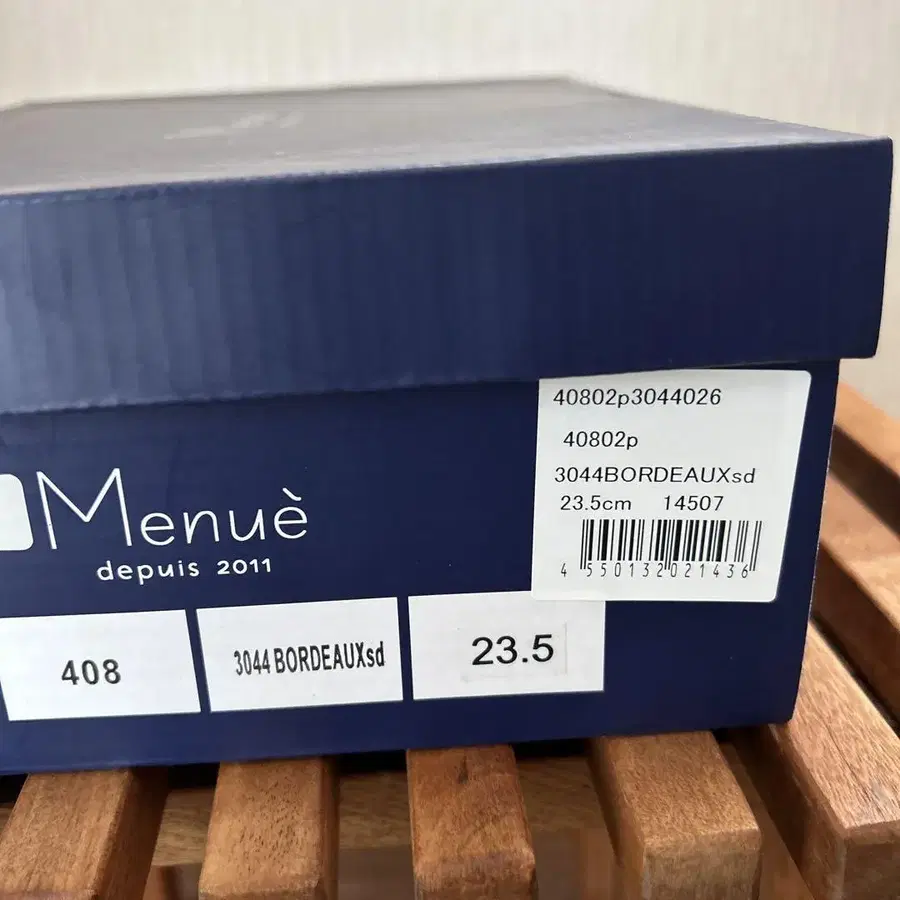 40802p3044026
40802p
3044BORDEAUXsd
23.5cm 14507
4 550132 021436
Menuè
depuis 2011
408
3044 BORDEAUXsd
23.5